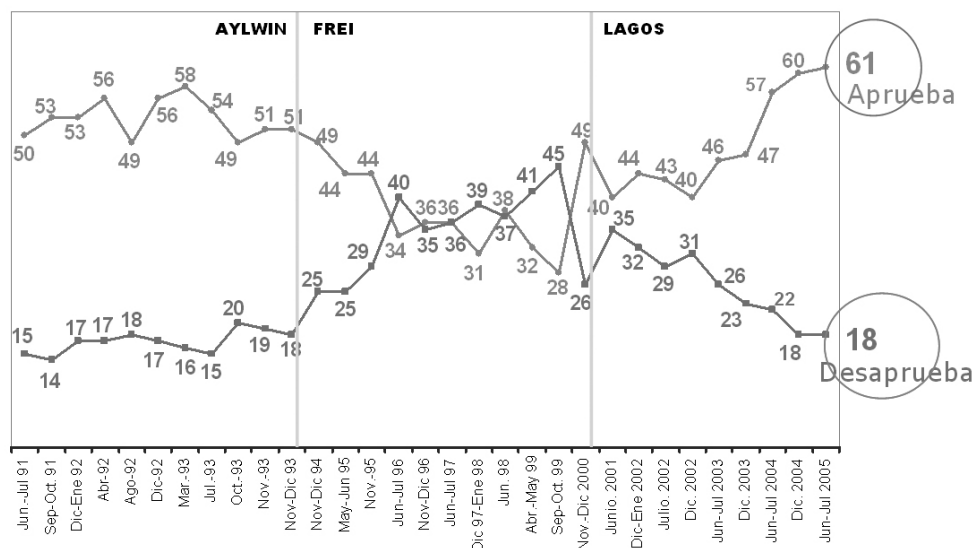 AYLWIN FREI LAGOS
50 53 53 56 49 56 58 54 49 51 51 49 44 44 34 36 36 31 38 32 28 49 40 44 43 40 46 47 57 60 61
Aprueba
15 14 17 17 18 17 16 15 20 19 18 25 25 29 40 35 36 39 37 41 45 26 35 32 29 31 26 23 22 18 18
Desaprueba
Jun-Jul 91
Sep-Oct. 91
Dic-Ene 92
Abr-92
Ago-92
Dic-92
Mar.-93
Jul.-93
Oct.-93
Nov.-93
Nov-Dic 93
Nov-Dic 94
May-Jun 95
Nov.-95
Jun-Jul 96
Nov-Dic 96
Jun-Jul 97
Dic 97-Ene 98
Jun. 98
Abr.-May 99
Sep-Oct. 99
Nov.-Dic 2000
Junio. 2001
Dic-Ene 2002
Julio. 2002
Dic. 2002
Jun-Jul 2003
Dic. 2003
Jun-Jul 2004
Dic. 2004
Jun-Jul 2005